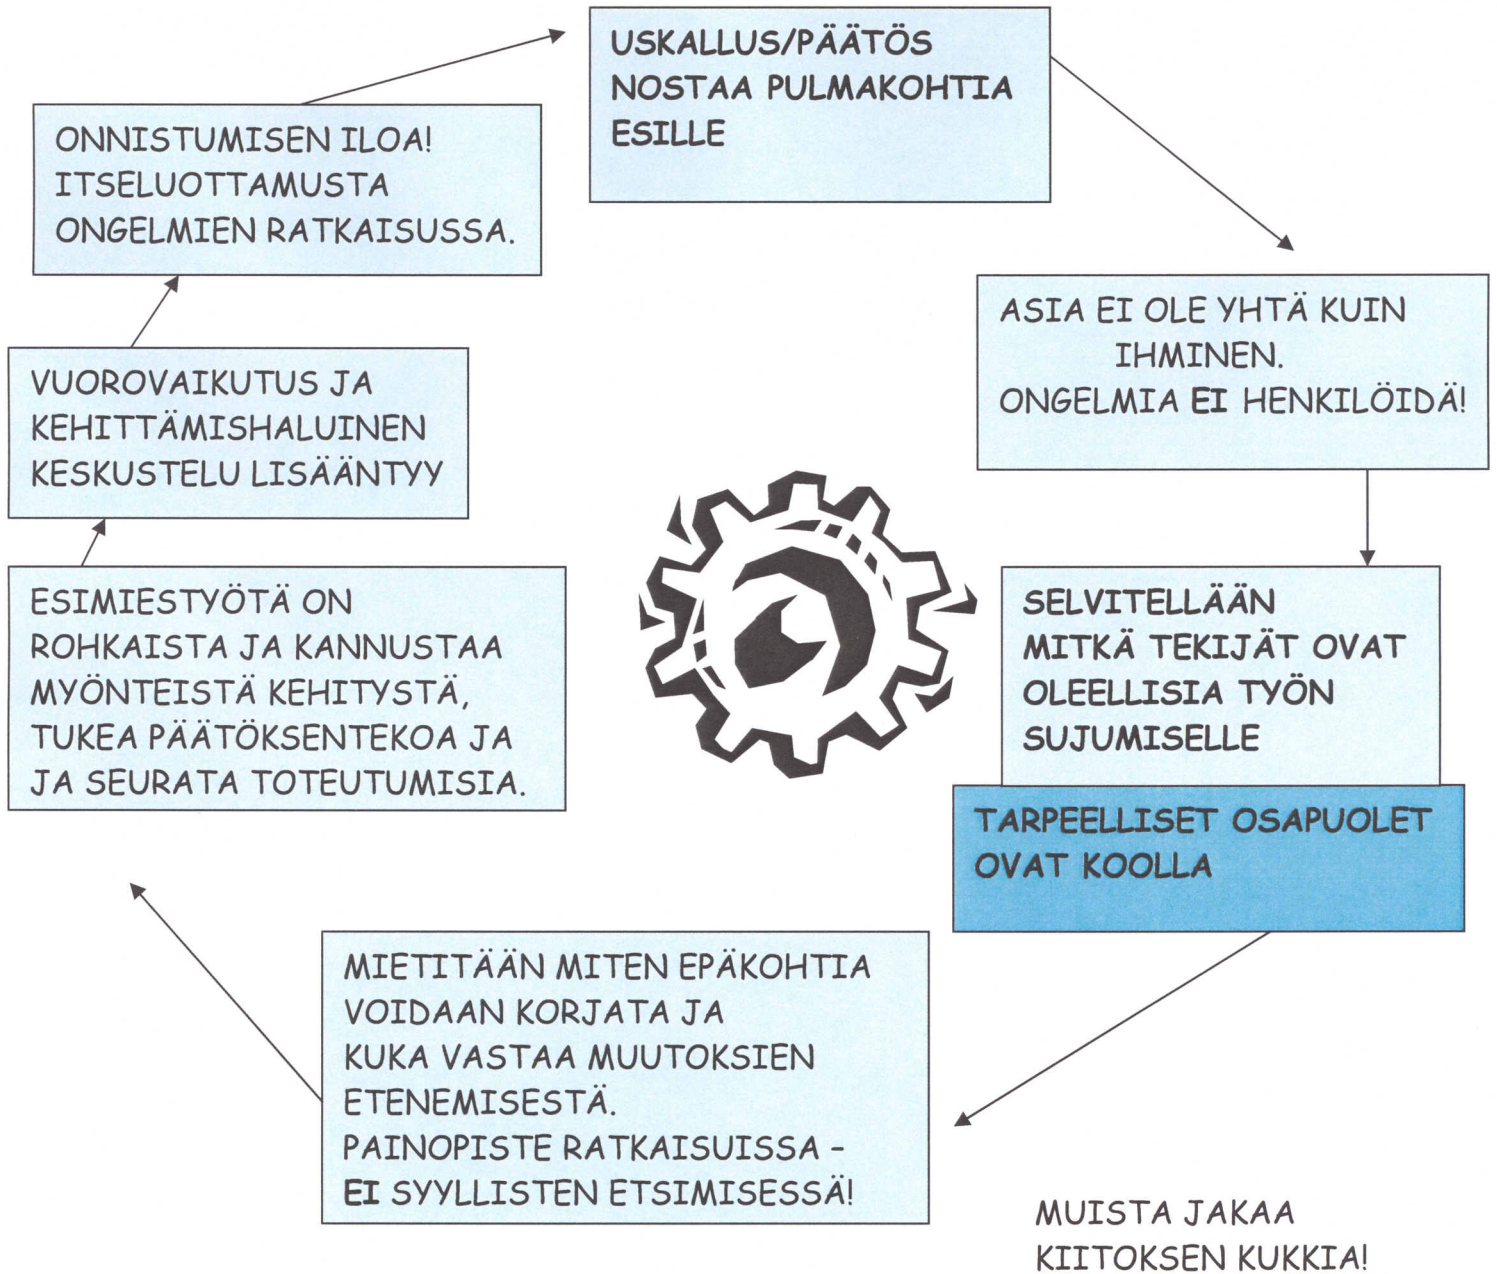 USKALLUS/PÄÄTÖS
NOSTAA PULMAKOHTIA
ESILLE
ASIA EI OLE YHTÄ KUIN
IHMINEN.
ONGELMIA EI HENKILÖIDÄ!
SELVITELLÄÄN
MITKÄ TEKIJÄT OVAT
OLEELLISIA TYÖN
SUJUMISELLE
TARPEELLISET OSAPUOLET
OVAT KOOLLA
MIETITÄÄN MITEN EPÄKOHTIA
VOIDAAN KORJATA JA
KUKA VASTAA MUUTOKSIEN
ETENEMISESTÄ.
PAINOPISTE RATKAISUISSA –
EI SYYLLISTEN ETSIMISESSÄ!
ESIMIESTYÖTÄ ON
ROHKAISTA JA KANNUSTAA
MYÖNTEISTÄ KEHITYSTÄ,
TUKEA PÄÄTÖKSENTEKOA JA
JA SEURATA TOTEUTUMISIA.
VUOROVAIKUTUS JA
KEHITTÄMISHALUINEN
KESKUSTELU LISÄÄNTYY
ONNISTUMISEN ILOA!
ITSELUOTTAMUSTA
ONGELMIEN RATKAISUSSA.
MUISTA JAKAA
KIITOKSEN KUKKIA!